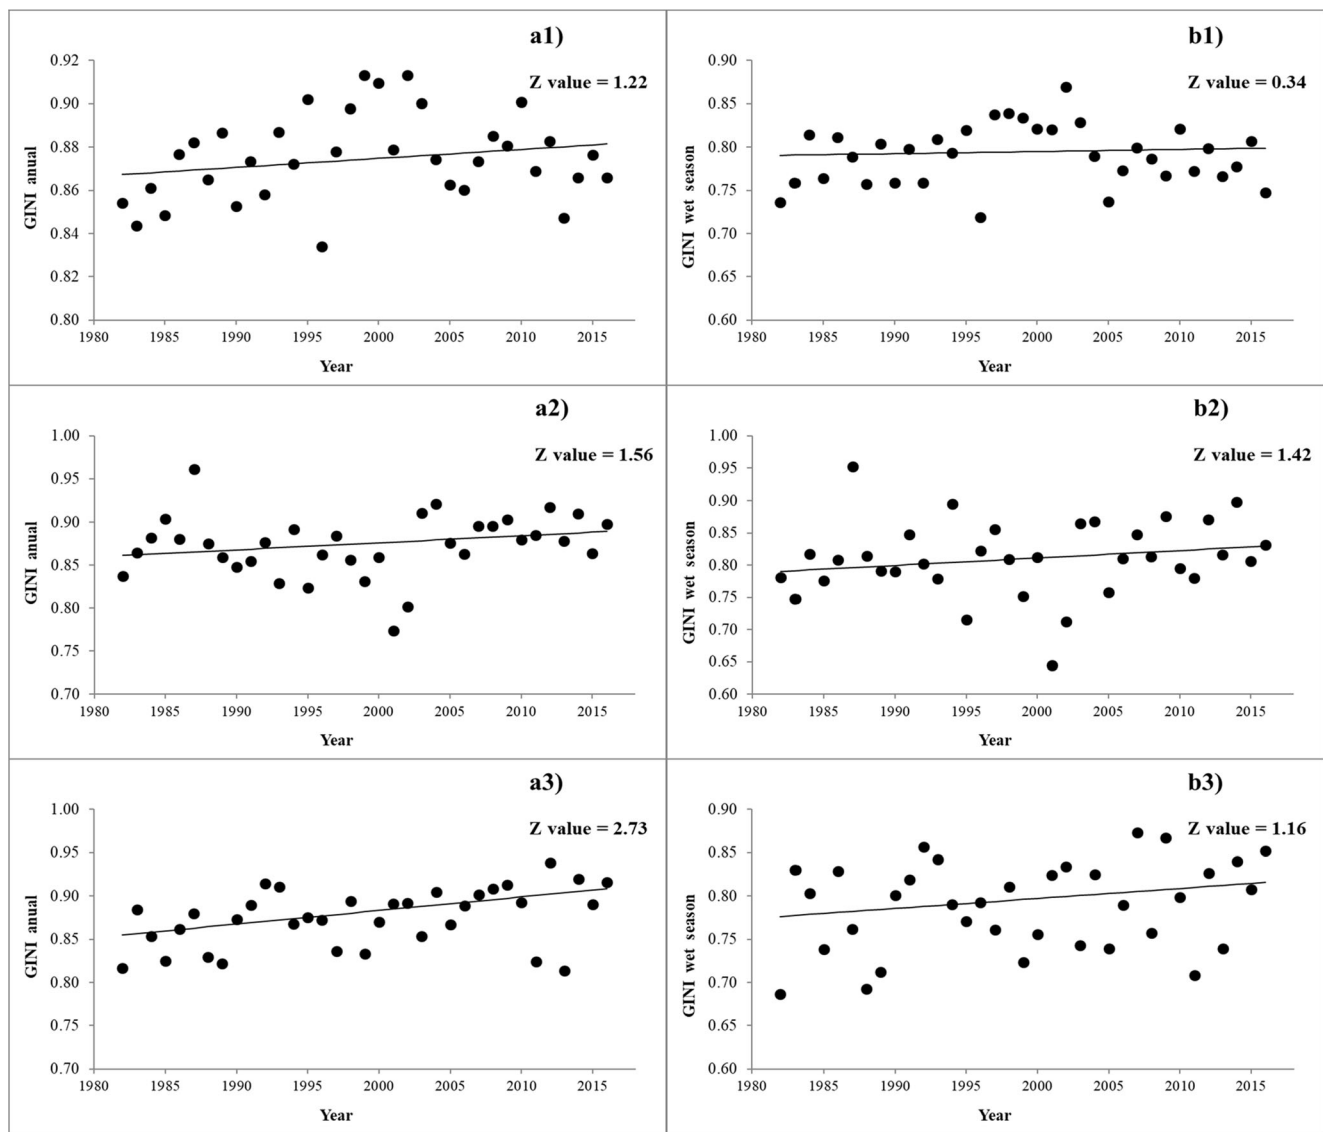 a1)
Z value = 1.22
0.92
0.90
0.88
0.86
0.84
0.82
0.80
GINI anual
1980 1985 1990 1995 2000 2005 2010 2015
Year
b1)
Z value = 0.34
0.90
0.85
0.80
0.75
0.70
0.65
0.60
GINI wet season
1980 1985 1990 1995 2000 2005 2010 2015
Year
a2)
Z value = 1.56
1.00
0.95
0.90
0.85
0.80
0.75
0.70
GINI anual
1980 1985 1990 1995 2000 2005 2010 2015
Year
b2)
Z value = 1.42
1.00
0.95
0.90
0.85
0.80
0.75
0.70
0.65
0.60
GINI wet season
1980 1985 1990 1995 2000 2005 2010 2015
Year
a3)
Z value = 2.73
1.00
0.95
0.90
0.85
0.80
0.75
0.70
GINI anual
1980 1985 1990 1995 2000 2005 2010 2015
Year
b3)
Z value = 1.16
0.90
0.85
0.80
0.75
0.70
0.65
0.60
GINI wet season
1980 1985 1990 1995 2000 2005 2010 2015
Year